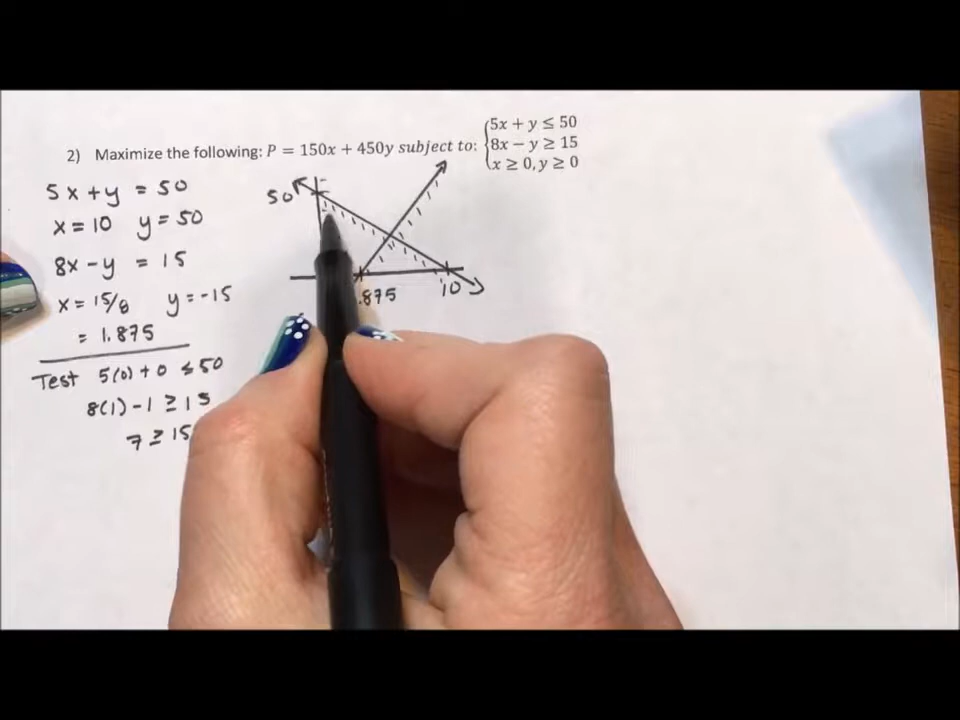 2) Maximize the following: P = 150x + 450y subject to: {5x + y ≤ 50
8x − y ≥ 15
x ≥ 0, y ≥ 0
5x + y = 50
x = 10 y = 50
8x − y = 15
x = 15/8 y = -15
= 1.875
Test 5(0) + 0 ≤ 50
8(1) - 1 ≥ 15
7 ≥ 15
50
.875
10